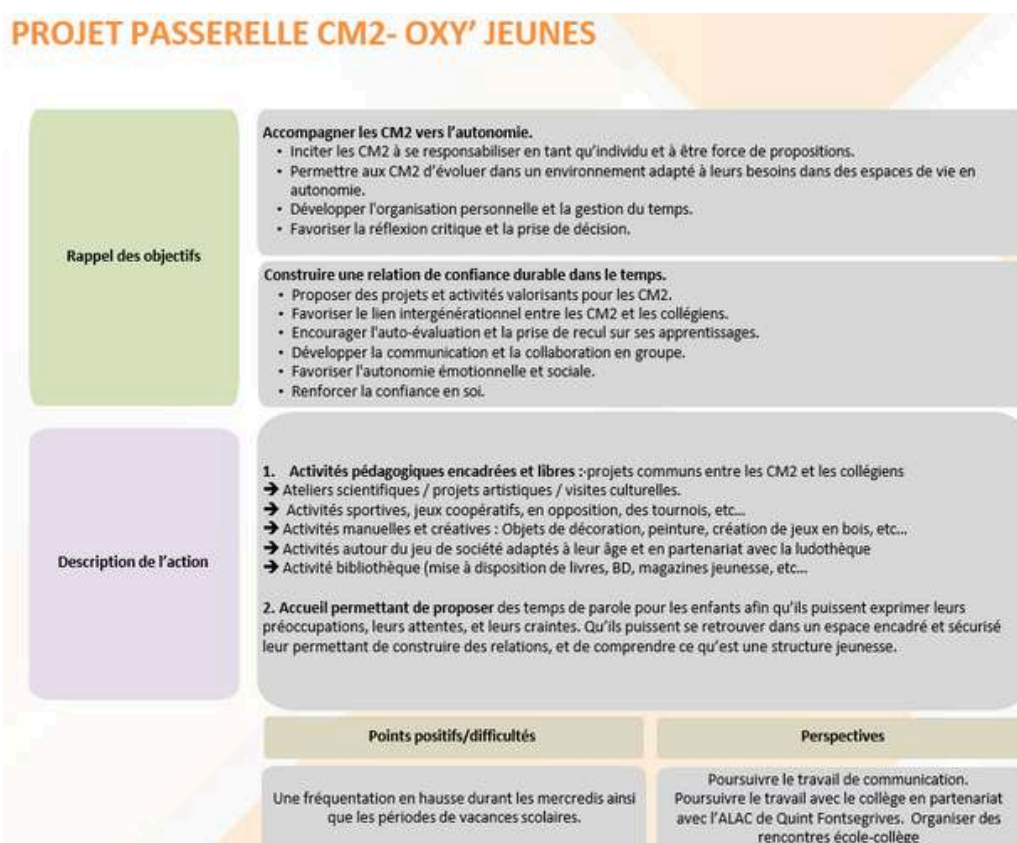 PROJET PASSERELLE CM2- OXY' JEUNES
Rappel des objectifs
Accompagner les CM2 vers l'autonomie.
• Inciter les CM2 à se responsabiliser en tant qu'individu et à être force de propositions.
• Permettre aux CM2 d'évoluer dans un environnement adapté à leurs besoins dans des espaces de vie en
autonomie.
• Développer l'organisation personnelle et la gestion du temps.
• Favoriser la réflexion critique et la prise de décision.
Construire une relation de confiance durable dans le temps.
• Proposer des projets et activités valorisants pour les CM2.
• Favoriser le lien intergénérationnel entre les CM2 et les collégiens.
• Encourager l'auto-évaluation et la prise de recul sur ses apprentissages.
• Développer la communication et la collaboration en groupe.
• Favoriser l'autonomie émotionnelle et sociale.
• Renforcer la confiance en soi.
Description de l'action
1. Activités pédagogiques encadrées et libres :-projets communs entre les CM2 et les collégiens
➔ Ateliers scientifiques / projets artistiques / visites culturelles.
➔ Activités sportives, jeux coopératifs, en opposition, des tournois, etc...
➔ Activités manuelles et créatives : Objets de décoration, peinture, création de jeux en bois, etc...
➔ Activités autour du jeu de société adaptés à leur âge et en partenariat avec la ludothèque
➔ Activité bibliothèque (mise à disposition de livres, BD, magazines jeunesse, etc...
2. Accueil permettant de proposer des temps de parole pour les enfants afin qu'ils puissent exprimer leurs
préoccupations, leurs attentes, et leurs craintes. Qu'ils puissent se retrouver dans un espace encadré et sécurisé
leur permettant de construire des relations, et de comprendre ce qu'est une structure jeunesse.
Points positifs/difficultés
Une fréquentation en hausse durant les mercredis ainsi
que les périodes de vacances scolaires.
Perspectives
Poursuivre le travail de communication.
Poursuivre le travail avec le collège en partenariat
avec l'ALAC de Quint Fontsegrives. Organiser des
rencontres école-collège